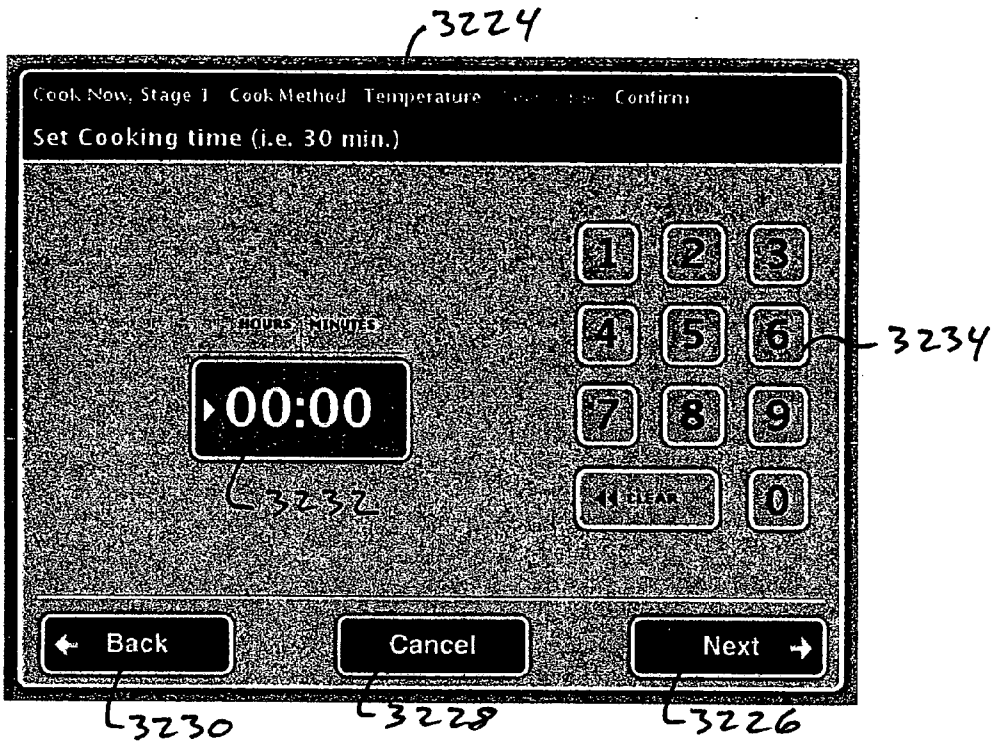 3224
Cook Now, Stage 1 Cook Method Temperature Confirm
Set Cooking time (i.e. 30 min.)
1 2 3
HOURS MINUTES
4 5 6
3234
00:00
7 8 9
3232
CLEAR 0
Back Cancel Next
3230 3228 3226